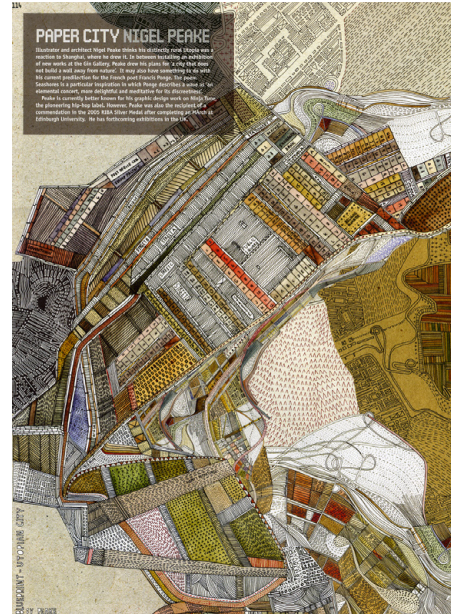 114
PAPER CITY NIGEL PEAKE
Illustrator and architect Nigel Peake thinks his distinctly rural Utopia was a
reaction to Shanghai, where he drew it. In between installing an exhibition
of new works at the Gin Gallery, Peake drew his plans for 'a city that does
not build a wall away from nature'. It may also have something to do with
his current predilection for the French poet Francis Ponge. The poem
Seashores is a particular inspiration in which Ponge describes a wave as 'an
elemental concert, more delightful and meditative for its discreetness'.
Peake is currently better known for his graphic design work on Ninja Tune,
the pioneering hip-hop label. However, Peake was also the recipient of a
commendation in the 2005 RIBA Silver Medal after completing an MArch at
Edinburgh University. He has forthcoming exhibitions in the UK.
BLUEPRINT - UTOPIAN CITY